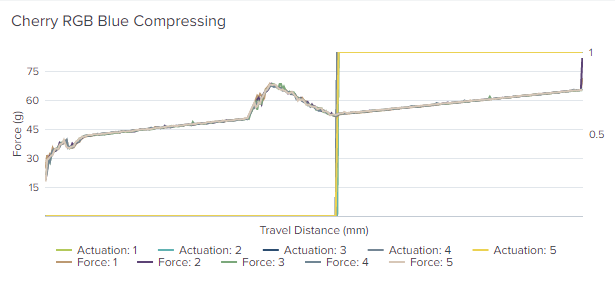 Cherry RGB Blue Compressing
75
60
45
30
15
Force (g)
1
0.5
Travel Distance (mm)
Actuation: 1 Actuation: 2 Actuation: 3 Actuation: 4 Actuation: 5
Force: 1 Force: 2 Force: 3 Force: 4 Force: 5